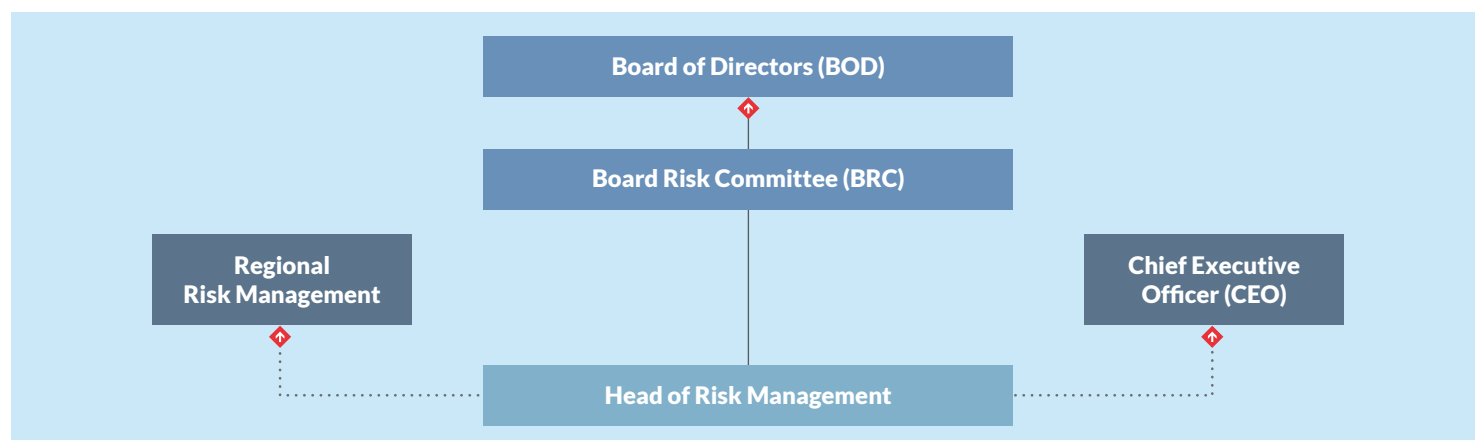 Board of Directors (BOD)
Board Risk Committee (BRC)
Regional
Risk Management
Chief Executive
Officer (CEO)
Head of Risk Management